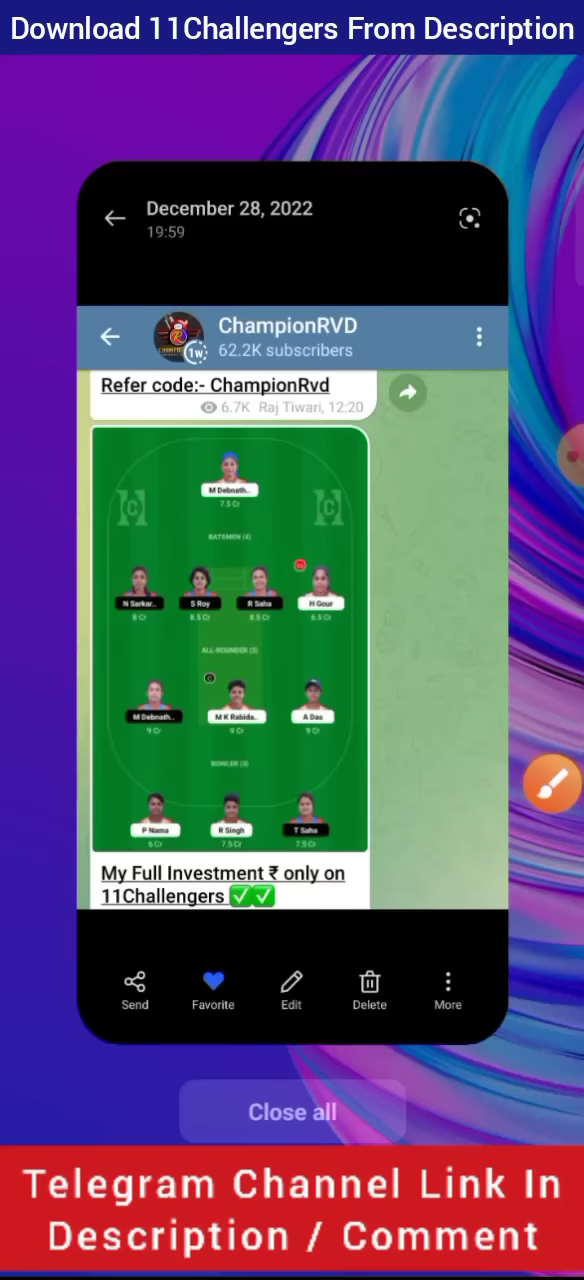 Download 11Challengers From Description
December 28, 2022
19:59
ChampionRVD
1w
62.2K subscribers
Refer code:- ChampionRvd
6.7K Raj Tiwari, 12:20
M Debnath..
7.5 Cr
BATSMEN (4)
N Sarkar.. S Roy R Saha H Gour
8 Cr 8.5 Cr 8.5 Cr 6.5 Cr
ALL-ROUNDER (3)
C
M Debnath.. M K Rabida.. A Das
9 Cr 9 Cr 9 Cr
BOWLER (3)
P Nama R Singh T Saha
6 Cr 7.5 Cr 7.5 Cr
My Full Investment ₹ only on
11Challengers ✅✅
Send Favorite Edit Delete More
Close all
Telegram Channel Link In
Description / Comment